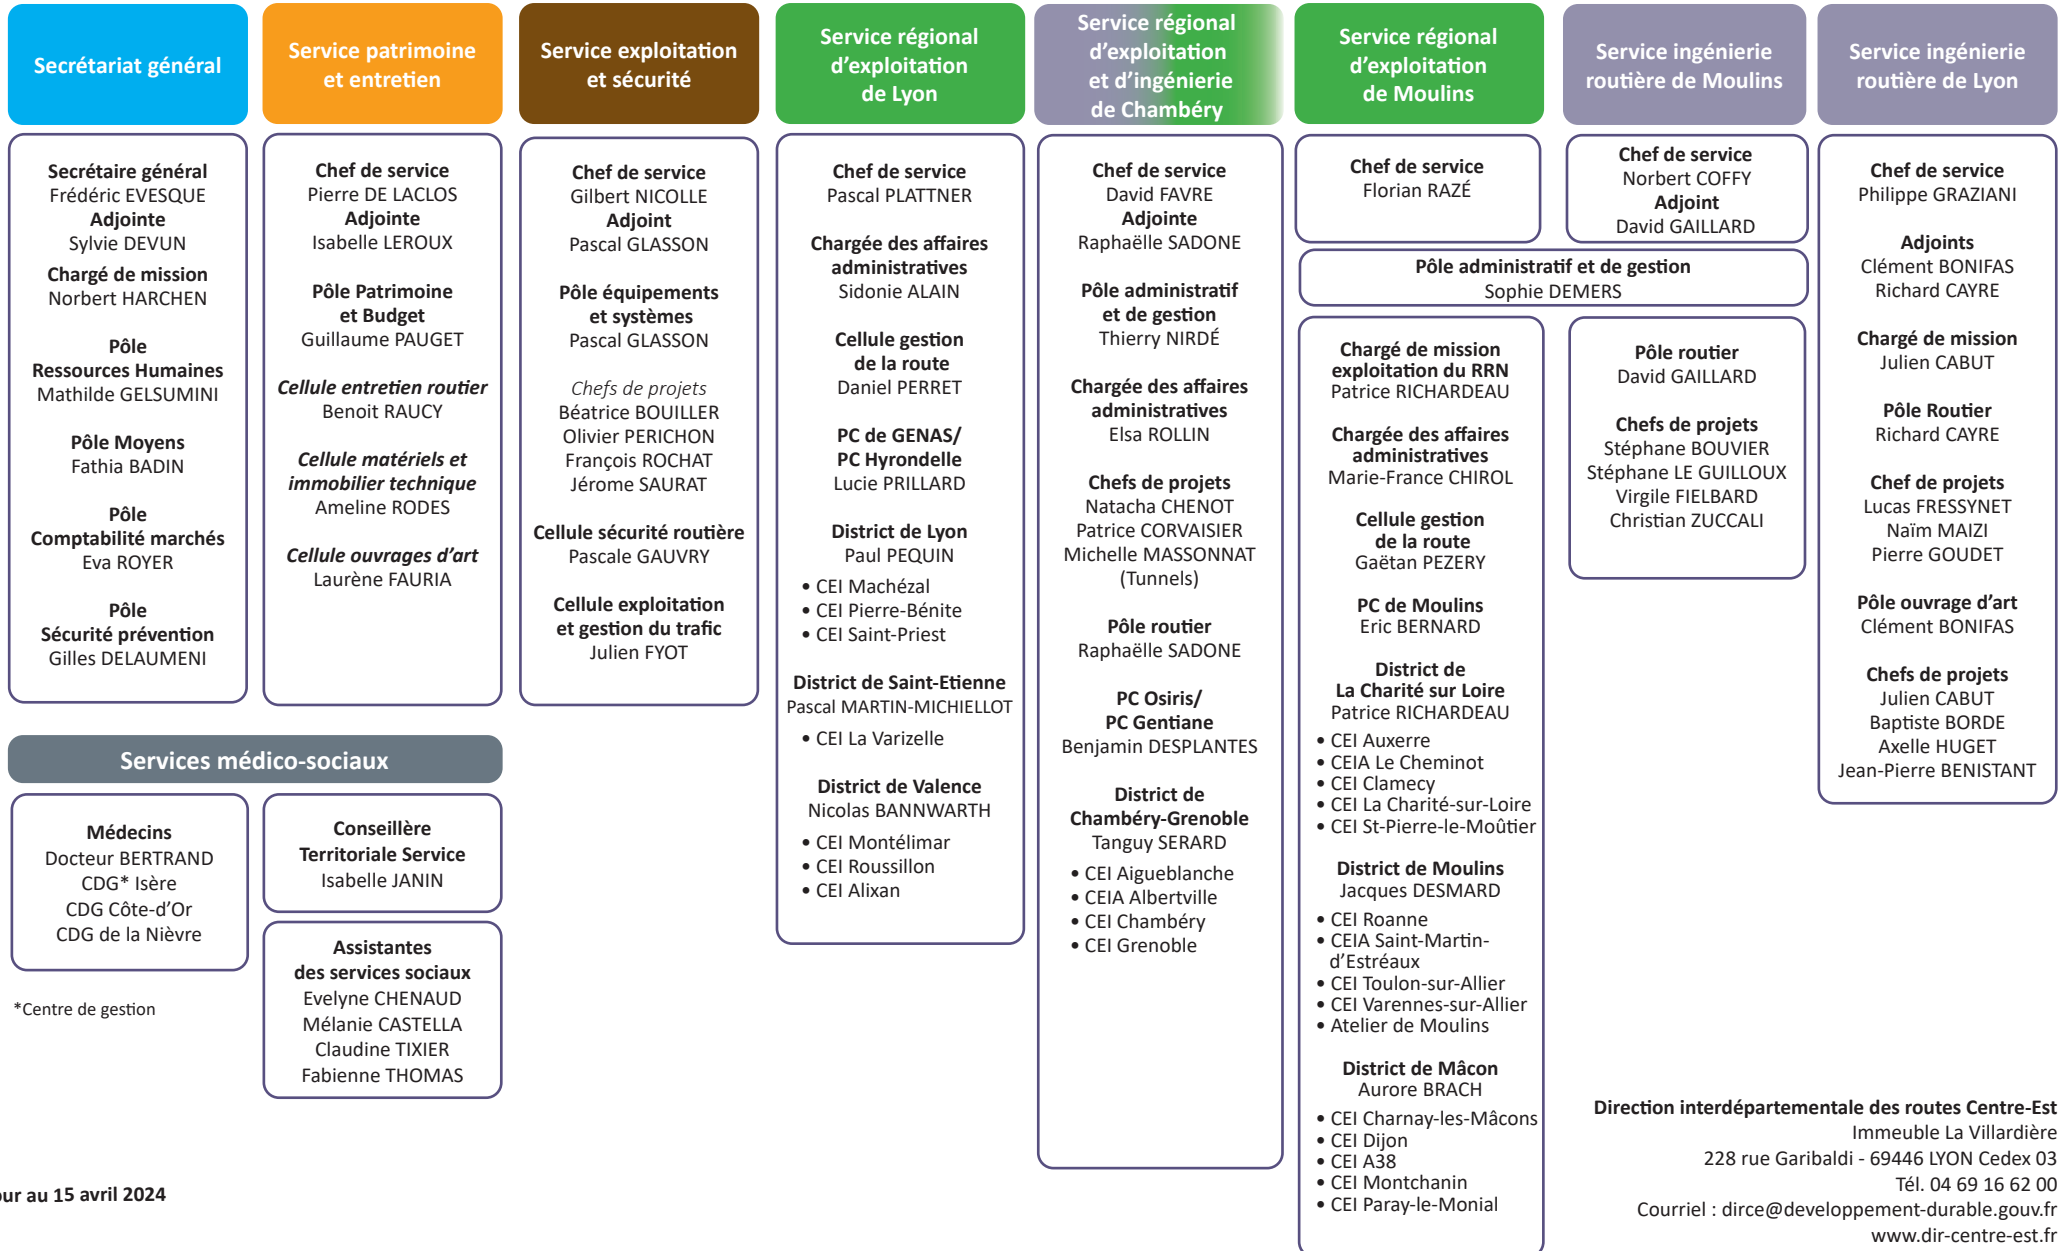 Secrétariat général
Secrétaire général
Frédéric EVESQUE
Adjointe
Sylvie DEVUN
Chargé de mission
Norbert HARCHEN
Pôle
Ressources Humaines
Mathilde GELSUMINI
Pôle Moyens
Fathia BADIN
Pôle
Comptabilité marchés
Eva ROYER
Pôle
Sécurité prévention
Gilles DELAUMENI
Service patrimoine
et entretien
Chef de service
Pierre DE LACLOS
Adjointe
Isabelle LEROUX
Pôle Patrimoine
et Budget
Guillaume PAUGET
Cellule entretien routier
Benoit RAUCY
Cellule matériels et
immobilier technique
Ameline RODES
Cellule ouvrages d'art
Laurène FAURIA
Service exploitation
et sécurité
Chef de service
Gilbert NICOLLE
Adjoint
Pascal GLASSON
Pôle équipements
et systèmes
Pascal GLASSON
Chefs de projets
Béatrice BOUILLER
Olivier PERICHON
François ROCHAT
Jérome SAURAT
Cellule sécurité routière
Pascale GAUVRY
Cellule exploitation
et gestion du trafic
Julien FYOT
Service régional
d'exploitation
de Lyon
Chef de service
Pascal PLATTNER
Chargée des affaires
administratives
Sidonie ALAIN
Cellule gestion
de la route
Daniel PERRET
PC de GENAS/
PC Hyrondelle
Lucie PRILLARD
District de Lyon
Paul PEQUIN
• CEI Machézal
• CEI Pierre-Bénite
• CEI Saint-Priest
District de Saint-Etienne
Pascal MARTIN-MICHIELLOT
• CEI La Varizelle
District de Valence
Nicolas BANNWARTH
• CEI Montélimar
• CEI Roussillon
• CEI Alixan
Service régional
d'exploitation
et d'ingénierie
de Chambéry
Chef de service
David FAVRE
Adjointe
Raphaëlle SADONE
Pôle administratif
et de gestion
Thierry NIRDÉ
Chargée des affaires
administratives
Elsa ROLLIN
Chefs de projets
Natacha CHENOT
Patrice CORVAISIER
Michelle MASSONNAT
(Tunnels)
Pôle routier
Raphaëlle SADONE
PC Osiris/
PC Gentiane
Benjamin DESPLANTES
District de
Chambéry-Grenoble
Tanguy SERARD
• CEI Aigueblanche
• CEIA Albertville
• CEI Chambéry
• CEI Grenoble
Service régional
d'exploitation
de Moulins
Chef de service
Florian RAZÉ
Service ingénierie
routière de Moulins
Chef de service
Norbert COFFY
Adjoint
David GAILLARD
Pôle administratif et de gestion
Sophie DEMERS
Chargé de mission
exploitation du RRN
Patrice RICHARDEAU
Chargée des affaires
administratives
Marie-France CHIROL
Cellule gestion
de la route
Gaëtan PEZERY
PC de Moulins
Eric BERNARD
District de
La Charité sur Loire
Patrice RICHARDEAU
• CEI Auxerre
• CEIA Le Cheminot
• CEI Clamecy
• CEI La Charité-sur-Loire
• CEI St-Pierre-le-Moûtier
District de Moulins
Jacques DESMARD
• CEI Roanne
• CEIA Saint-Martin-
d'Estréaux
• CEI Toulon-sur-Allier
• CEI Varennes-sur-Allier
• Atelier de Moulins
District de Mâcon
Aurore BRACH
• CEI Charnay-les-Mâcons
• CEI Dijon
• CEI A38
• CEI Montchanin
• CEI Paray-le-Monial
Pôle routier
David GAILLARD
Chefs de projets
Stéphane BOUVIER
Stéphane LE GUILLOUX
Virgile FIELBARD
Christian ZUCCALI
Service ingénierie
routière de Lyon
Chef de service
Philippe GRAZIANI
Adjoints
Clément BONIFAS
Richard CAYRE
Chargé de mission
Julien CABUT
Pôle Routier
Richard CAYRE
Chef de projets
Lucas FRESSYNET
Naïm MAIZI
Pierre GOUDET
Pôle ouvrage d'art
Clément BONIFAS
Chefs de projets
Julien CABUT
Baptiste BORDE
Axelle HUGET
Jean-Pierre BENISTANT
Services médico-sociaux
Médecins
Docteur BERTRAND
CDG* Isère
CDG Côte-d'Or
CDG de la Nièvre
Conseillère
Territoriale Service
Isabelle JANIN
Assistantes
des services sociaux
Evelyne CHENAUD
Mélanie CASTELLA
Claudine TIXIER
Fabienne THOMAS
*Centre de gestion
our au 15 avril 2024
Direction interdépartementale des routes Centre-Est
Immeuble La Villardière
228 rue Garibaldi - 69446 LYON Cedex 03
Tél. 04 69 16 62 00
Courriel : dirce@developpement-durable.gouv.fr
www.dir-centre-est.fr